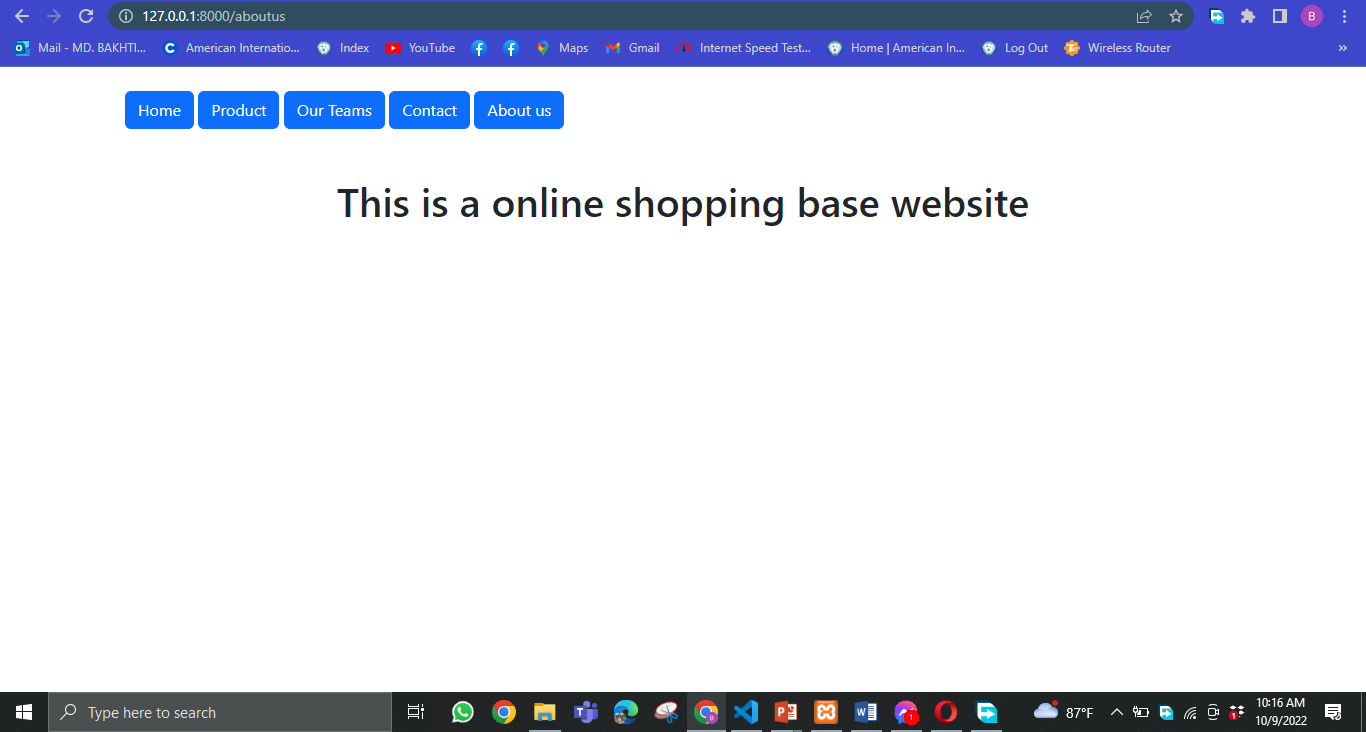 127.0.0.1:8000/aboutus
B
Mail - MD. BAKHTI... American Internatio... Index YouTube Maps Gmail Internet Speed Test... Home | American In... Log Out Wireless Router »
Home Product Our Teams Contact About us
This is a online shopping base website
Type here to search
87°F
10:16 AM
10/9/2022